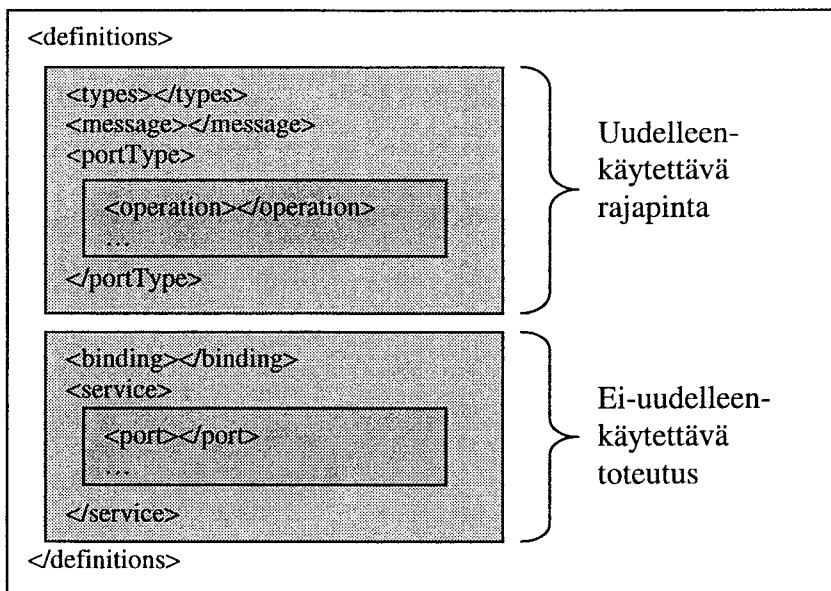 <definitions>
<types></types>
<message></message>
<portType>
<operation></operation>
...
</portType>
Uudelleen-
käytettävä
rajapinta
<binding></binding>
<service>
<port></port>
...
</service>
Ei-uudelleen-
käytettävä
toteutus
</definitions>